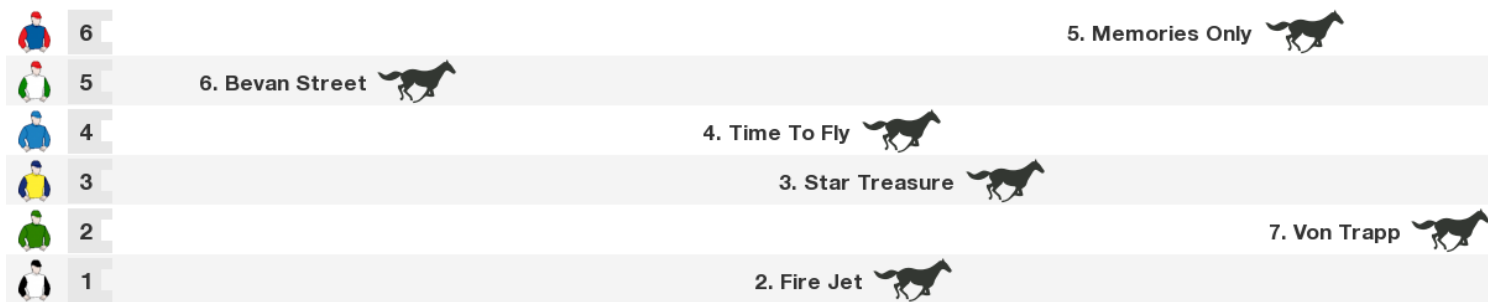 6 5. Memories Only
5 6. Bevan Street
4 4. Time To Fly
3 3. Star Treasure
2 7. Von Trapp
1 2. Fire Jet